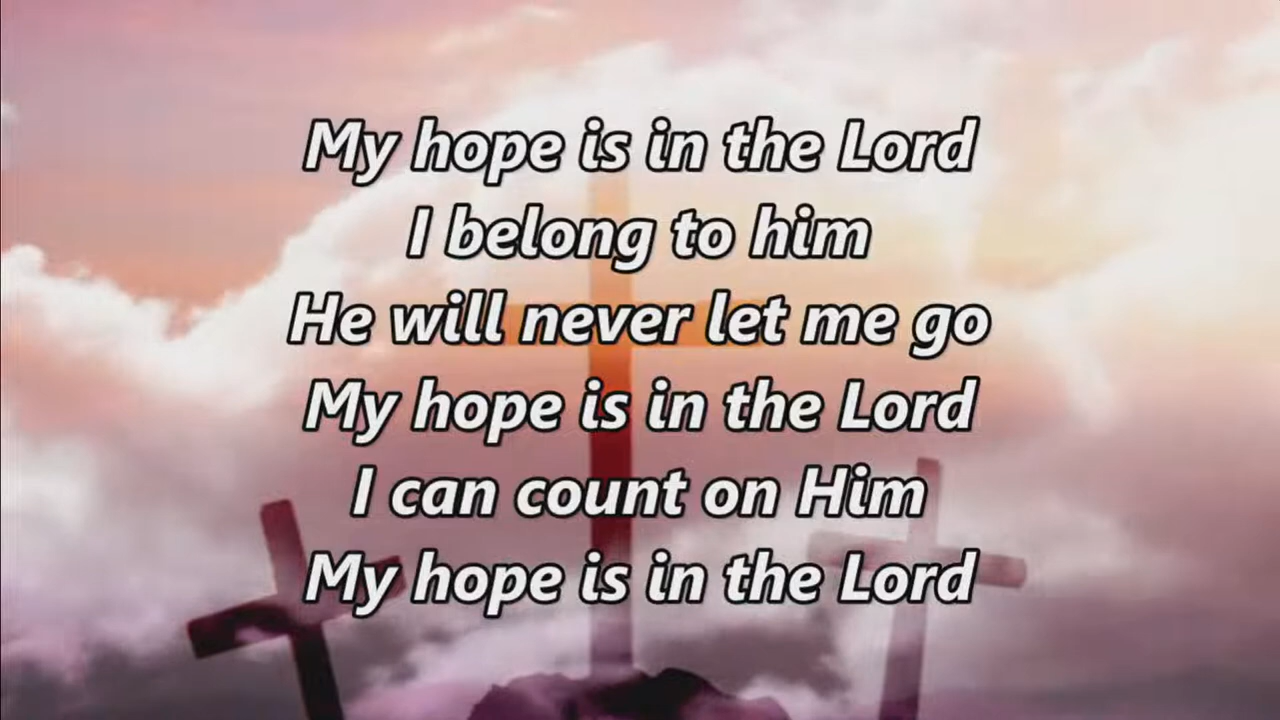 My hope is in the Lord
I belong to him
He will never let me go
My hope is in the Lord
I can count on Him
My hope is in the Lord